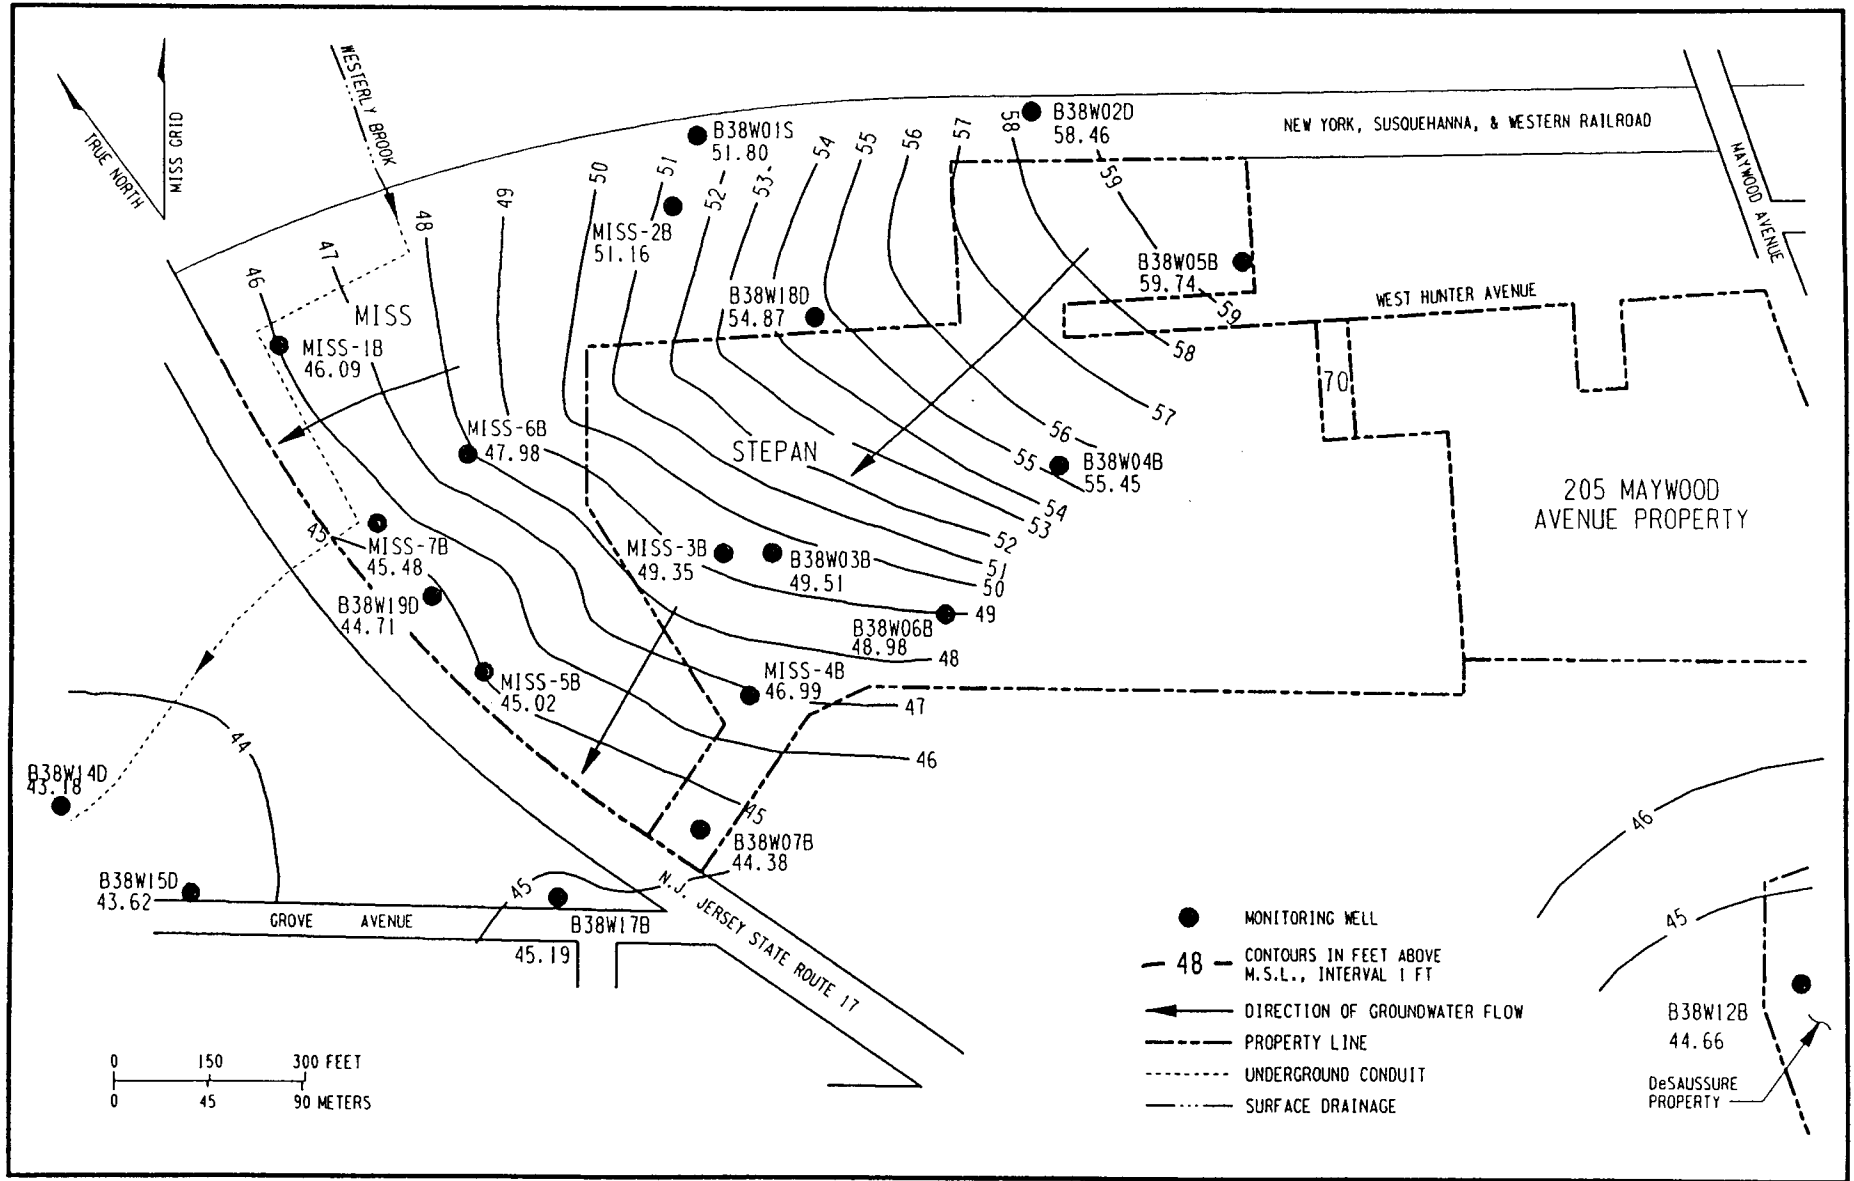 TRUE NORTH
MISS GRID
WESTERLY BROOK
B38W01S
51.80
B38W02D
58.46
NEW YORK, SUSQUEHANNA, & WESTERN RAILROAD
MAYWOOD AVENUE
46
47
48
49
50
51
52
53
54
55
56
57
58
59
MISS-2B
51.16
B38W18D
54.87
B38W05B
59.74
59
58
57
WEST HUNTER AVENUE
MISS
MISS-1B
46.09
70
MISS-6B
47.98
STEPAN
56
55
B38W04B
55.45
54
53
52
51
50
49
48
205 MAYWOOD
AVENUE PROPERTY
45
MISS-7B
45.48
MISS-3B
49.35
B38W03B
49.51
B38W19D
44.71
B38W06B
48.98
MISS-5B
45.02
MISS-4B
46.99
47
46
45
44
B38W14D
43.18
B38W07B
44.38
B38W15D
43.62
45
GROVE AVENUE
B38W17B
45.19
N.J. JERSEY STATE ROUTE 17
46
45
B38W12B
44.66
DeSAUSSURE
PROPERTY
MONITORING WELL
48
CONTOURS IN FEET ABOVE
M.S.L., INTERVAL 1 FT
DIRECTION OF GROUNDWATER FLOW
PROPERTY LINE
UNDERGROUND CONDUIT
SURFACE DRAINAGE
0 150 300 FEET
0 45 90 METERS